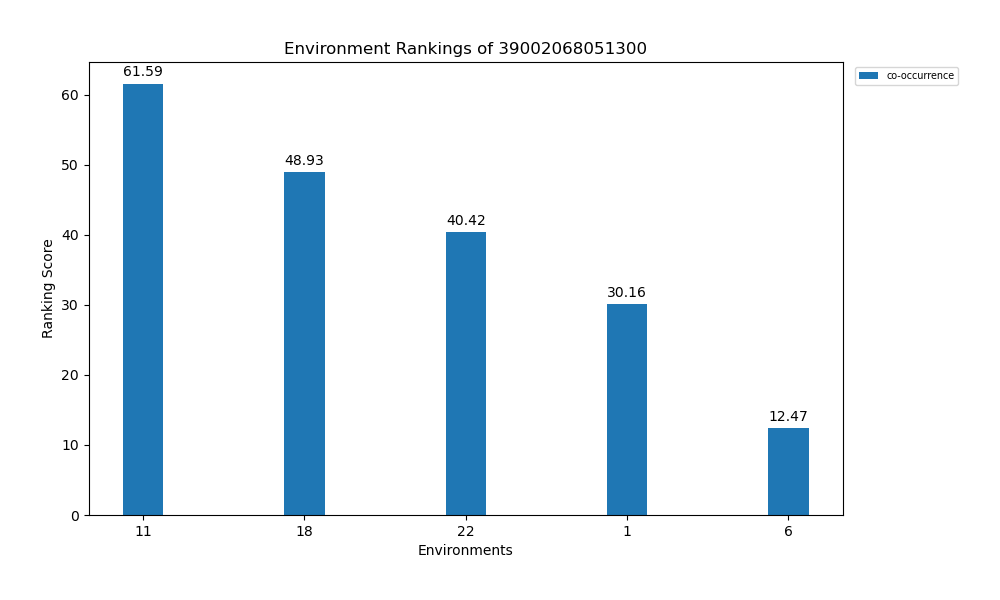 Environment Rankings of 39002068051300
co-occurrence
61.59
48.93
40.42
30.16
12.47
Ranking Score
60
50
40
30
20
10
0
11 18 22 1 6
Environments